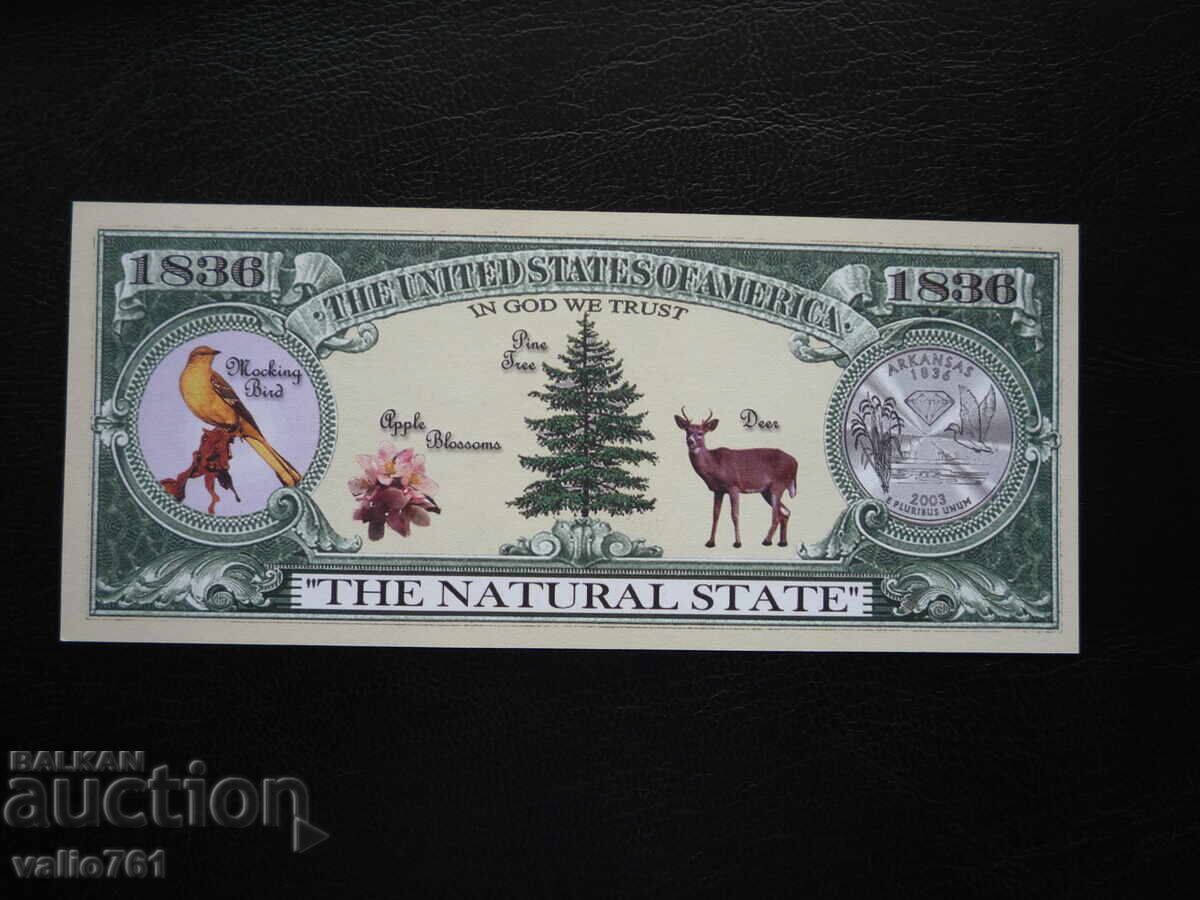 1836
THE UNITED STATES OF AMERICA
1836
IN GOD WE TRUST
Mocking
Bird
Pine
Tree
Apple
Blossoms
Deer
ARKANSAS
1836
2003
E PLURIBUS UNUM
"THE NATURAL STATE"
BALKAN
auction
valio761